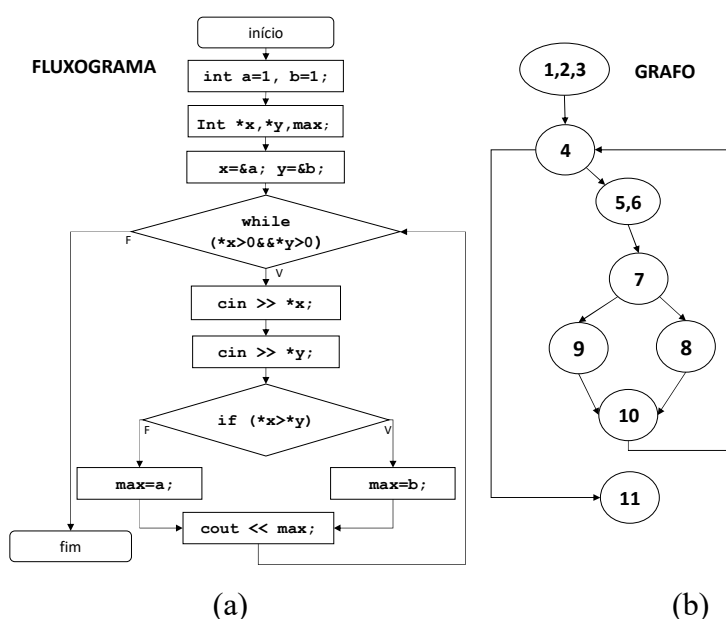 FLUXOGRAMA
início
int a=1, b=1;
Int *x,*y,max;
x=&a; y=&b;
while
(*x>0&&*y>0)
F
V
cin >> *x;
cin >> *y;
if (*x>*y)
F
V
max=a;
max=b;
cout << max;
fim
(a)
GRAFO
1,2,3
4
5,6
7
9
8
10
11
(b)